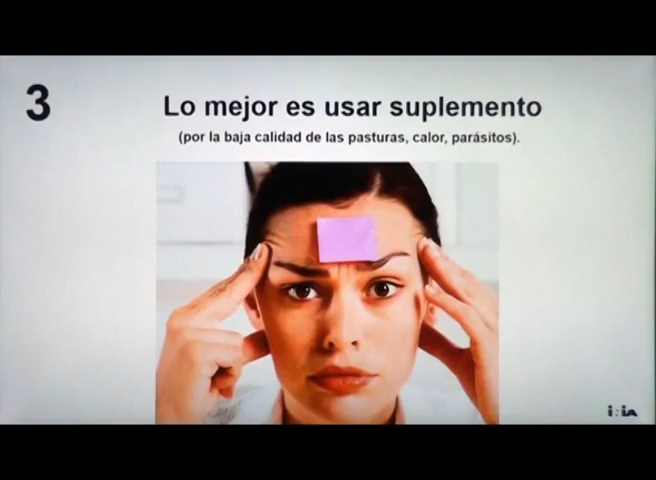 3
Lo mejor es usar suplemento
(por la baja calidad de las pasturas, calor, parásitos).